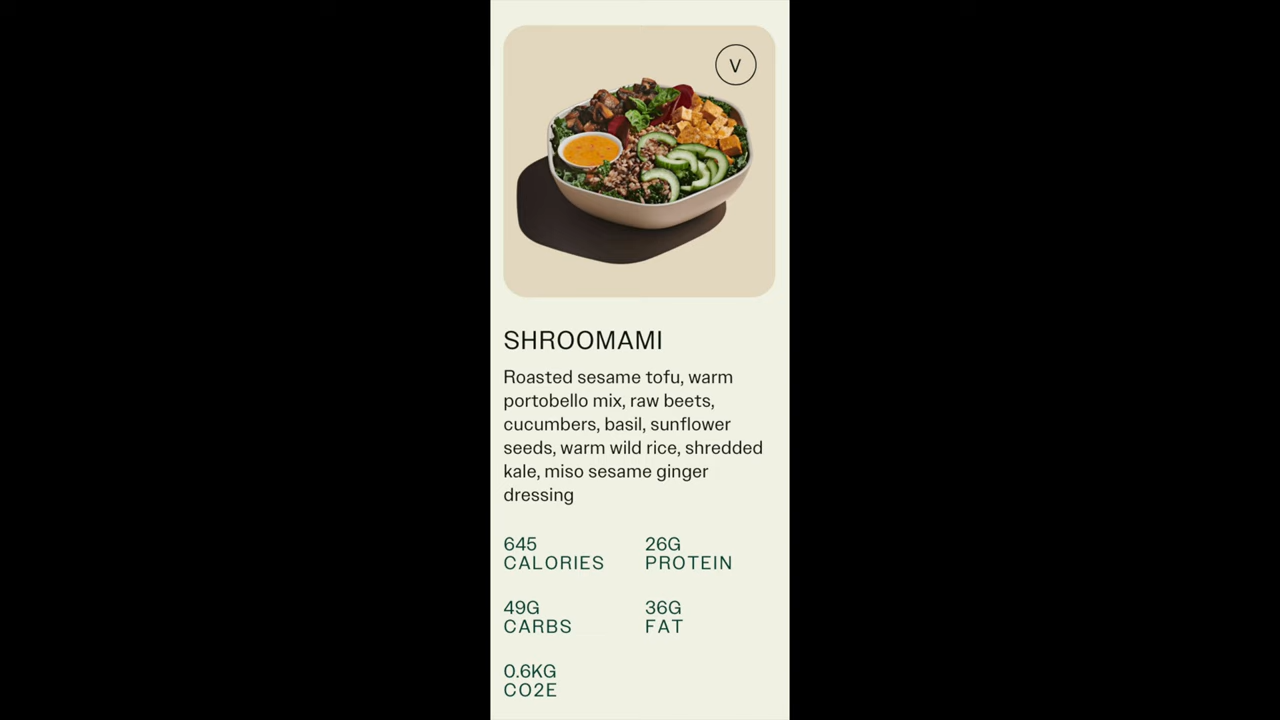 V
SHROOMAMI
Roasted sesame tofu, warm
portobello mix, raw beets,
cucumbers, basil, sunflower
seeds, warm wild rice, shredded
kale, miso sesame ginger
dressing
645
CALORIES
26G
PROTEIN
49G
CARBS
36G
FAT
0.6KG
CO2E